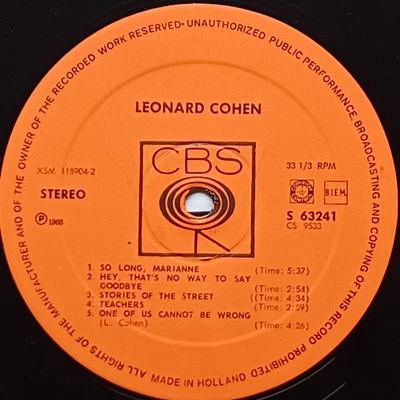 ALL RIGHTS OF THE MANUFACTURER AND OF THE OWNER OF THE RECORDED WORK RESERVED • UNAUTHORIZED PUBLIC PERFORMANCE, BROADCASTING AND COPYING OF THIS RECORD PROHIBITED
LEONARD COHEN
CBS
XSM 115904-2
33 1/3 RPM
STEREO
B.I.E.M.
S 63241
CS 9533
℗ 1968
1. SO LONG, MARIANNE (Time: 5:37)
2. HEY, THAT'S NO WAY TO SAY
GOODBYE (Time: 2:54)
3. STORIES OF THE STREET (Time: 4:34)
4. TEACHERS (Time: 2:59)
5. ONE OF US CANNOT BE WRONG
(L. Cohen) (Time: 4:26)
MADE IN HOLLAND